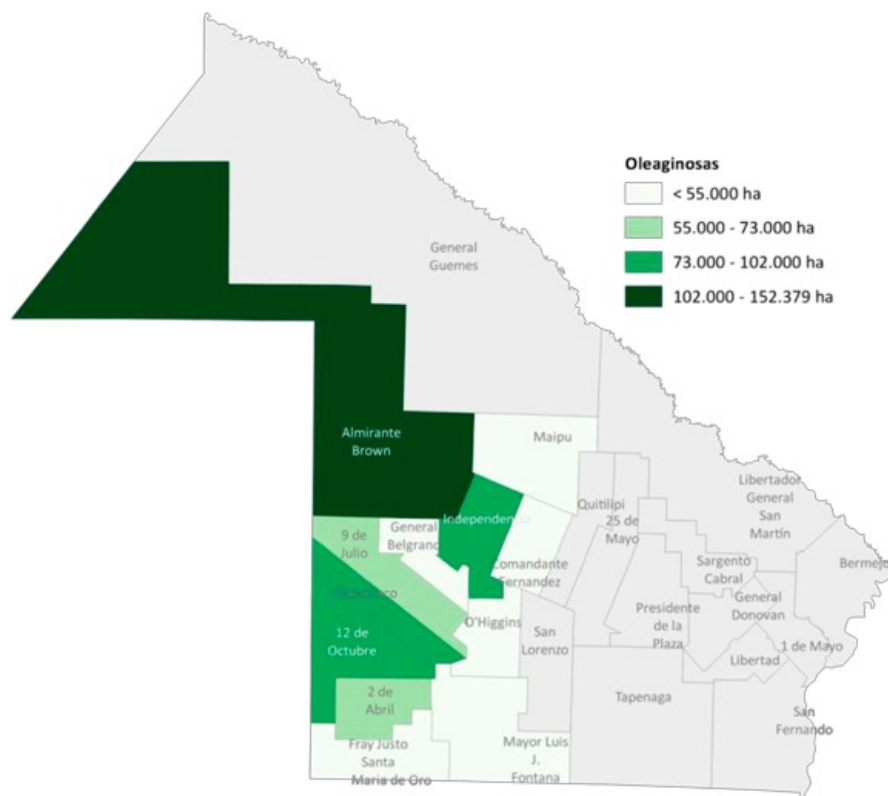 Oleaginosas
< 55.000 ha
55.000 - 73.000 ha
73.000 - 102.000 ha
102.000 - 152.379 ha
General
Guemes
Almirante
Brown
Maipu
Libertador
General
San
Martín
Quitilipi
25 de
Mayo
Independencia
General
Belgrano
9 de
Julio
Comandante
Fernandez
Sargento
Cabral
Bermejo
General
Donovan
Presidente
de la
Plaza
O'Higgins
12 de
Octubre
San
Lorenzo
1 de Mayo
Libertad
2 de
Abril
Tapenaga
San
Fernando
Fray Justo
Santa
Maria de Oro
Mayor Luis
J.
Fontana